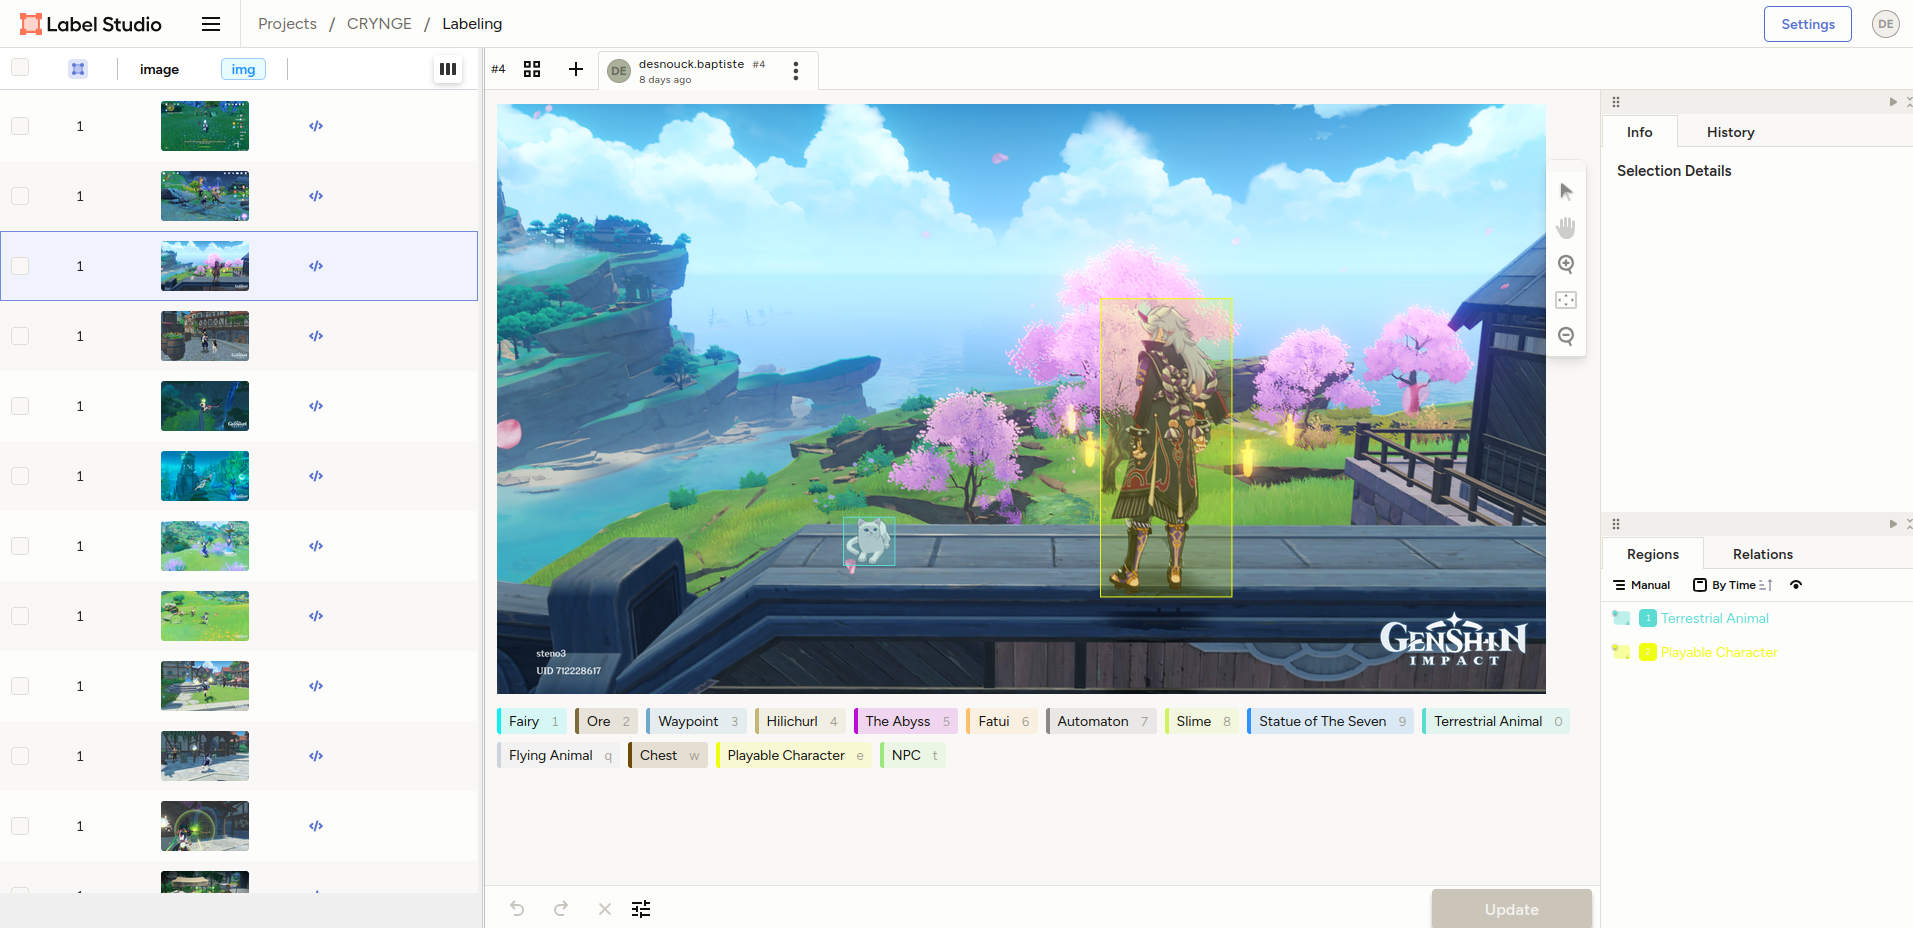 Label Studio
Projects / CRYNGE / Labeling
Settings
DE
image
img
#4
DE
desnouck.baptiste #4
8 days ago
1
</>
1
</>
1
</>
1
</>
1
</>
1
</>
1
</>
1
</>
1
</>
1
</>
1
</>
steno3
UID 712228617
GENSHIN
IMPACT
Fairy 1
Ore 2
Waypoint 3
Hilichurl 4
The Abyss 5
Fatui 6
Automaton 7
Slime 8
Statue of The Seven 9
Terrestrial Animal 0
Flying Animal q
Chest w
Playable Character e
NPC t
Update
Info
History
Selection Details
Regions
Relations
Manual
By Time
1 Terrestrial Animal
2 Playable Character